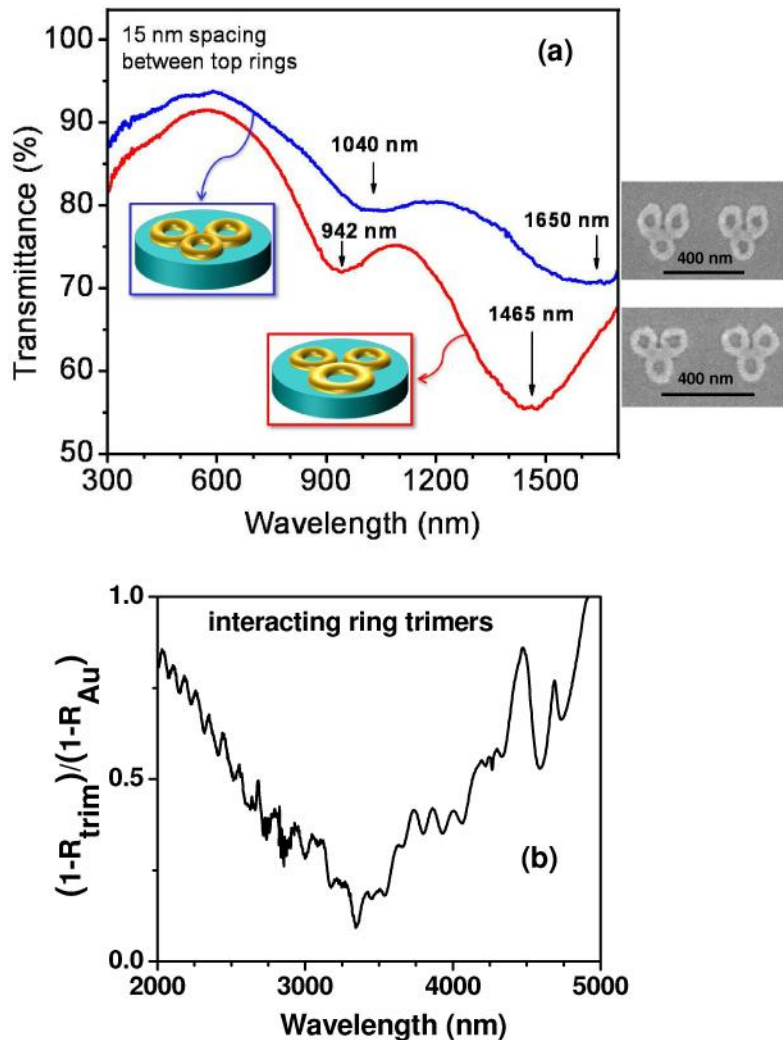 100
90
80
70
60
50
Transmittance (%)
15 nm spacing
between top rings
(a)
1040 nm
942 nm
1650 nm
1465 nm
300
600
900
1200
1500
Wavelength (nm)
400 nm
400 nm
1.0
0.5
0.0
(1-R_trim)/(1-R_Au)
interacting ring trimers
(b)
2000
3000
4000
5000
Wavelength (nm)